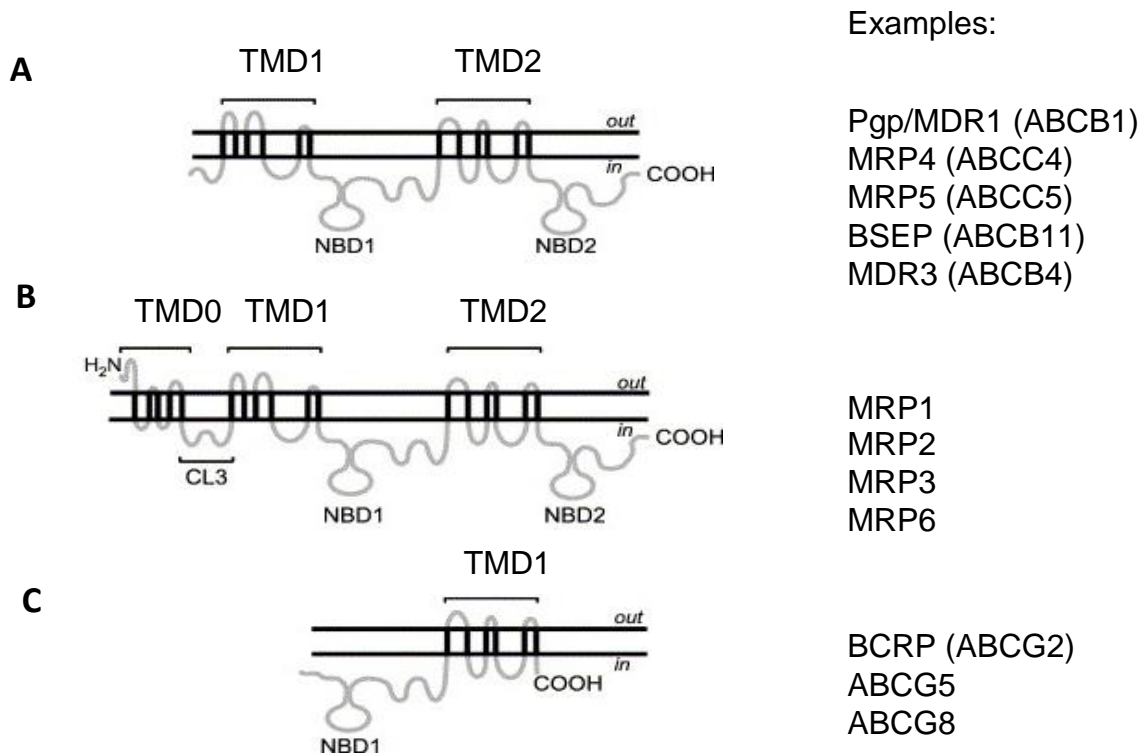 Examples:
A
TMD1 TMD2
out
in
COOH
NBD1 NBD2
Pgp/MDR1 (ABCB1)
MRP4 (ABCC4)
MRP5 (ABCC5)
BSEP (ABCB11)
MDR3 (ABCB4)
B
TMD0 TMD1 TMD2
H₂N
out
in
COOH
CL3
NBD1 NBD2
MRP1
MRP2
MRP3
MRP6
C
TMD1
out
in
COOH
NBD1
BCRP (ABCG2)
ABCG5
ABCG8